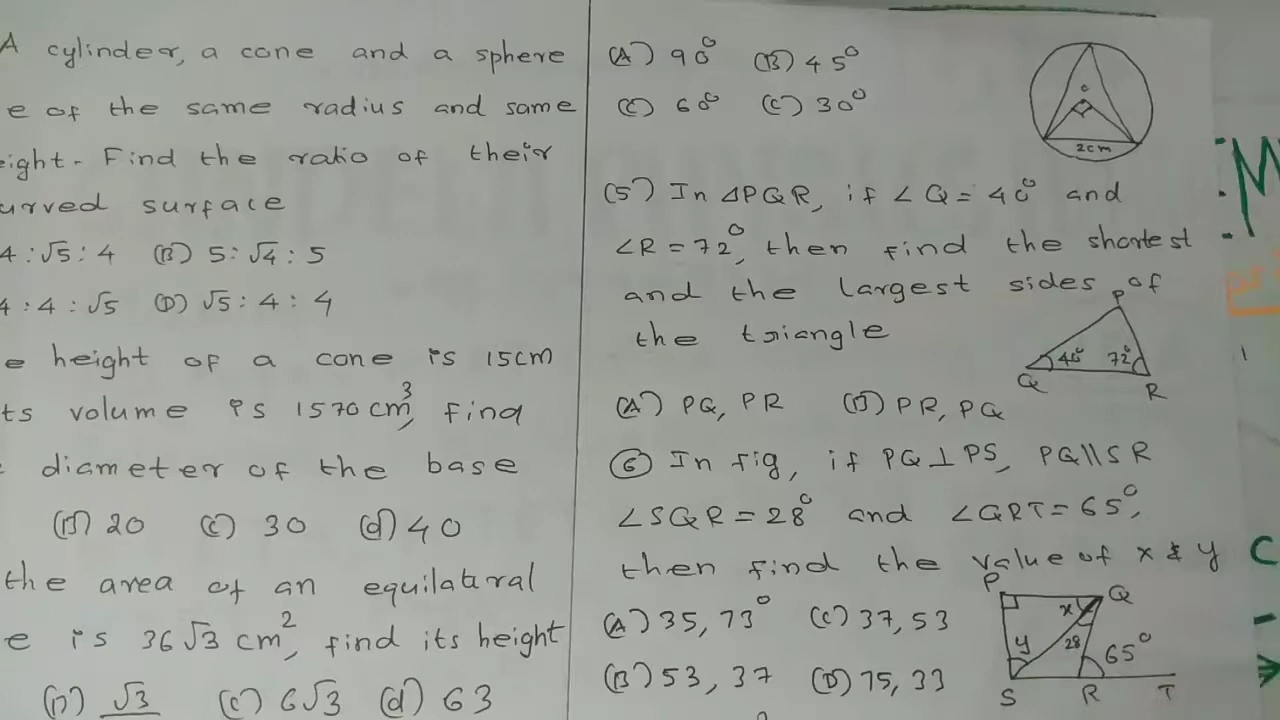 A cylinder, a cone and a sphere
e of the same radius and same
eight. Find the ratio of their
urved surface
4 : √5 : 4 (B) 5 : √4 : 5
4 : 4 : √5 (D) √5 : 4 : 4
e height of a cone is 15cm
ts volume is 1570 cm³, find
diameter of the base
(B) 20 (C) 30 (d) 40
the area of an equilateral
e is 36√3 cm², find its height
√3 (C) 6√3 (d) 63
(A) 90° (B) 45°
(C) 60° (C) 30°
2cm
(5) In ΔPQR, if ∠Q = 40° and
∠R = 72°, then find the shortest
and the largest sides of
the triangle
P
40° 72°
Q R
(A) PQ, PR (B) PR, PQ
(6) In fig, if PQ⊥PS, PQ∥SR
∠SQR = 28° and ∠QRT = 65°,
then find the value of x & y
(A) 35, 73° (C) 37, 53
(B) 53, 37 (D) 75, 33
P Q
x
y 28 65°
S R T
M
C